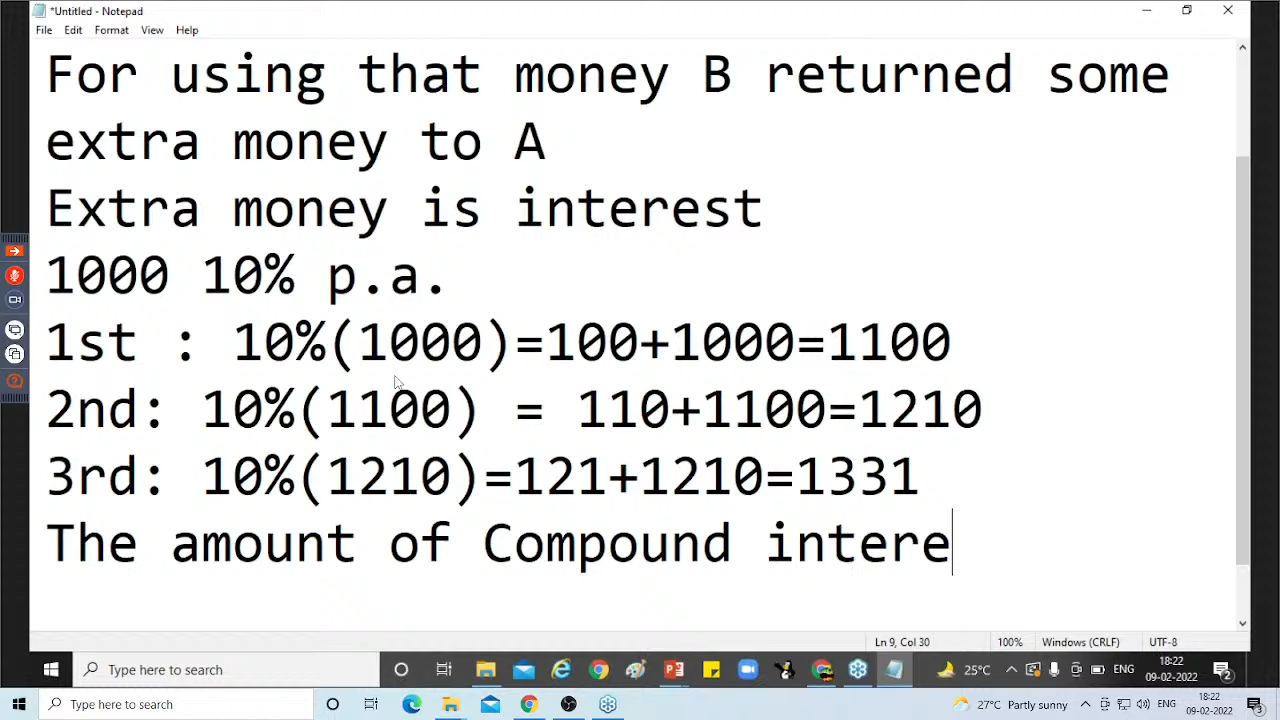 *Untitled - Notepad
File Edit Format View Help
For using that money B returned some
extra money to A
Extra money is interest
1000 10% p.a.
1st : 10%(1000)=100+1000=1100
2nd: 10%(1100) = 110+1100=1210
3rd: 10%(1210)=121+1210=1331
The amount of Compound intere
Ln 9, Col 30 100% Windows (CRLF) UTF-8
Type here to search 25°C ENG 18:22
09-02-2022 2
Type here to search 27°C Partly sunny ENG 18:22
09-02-2022 3